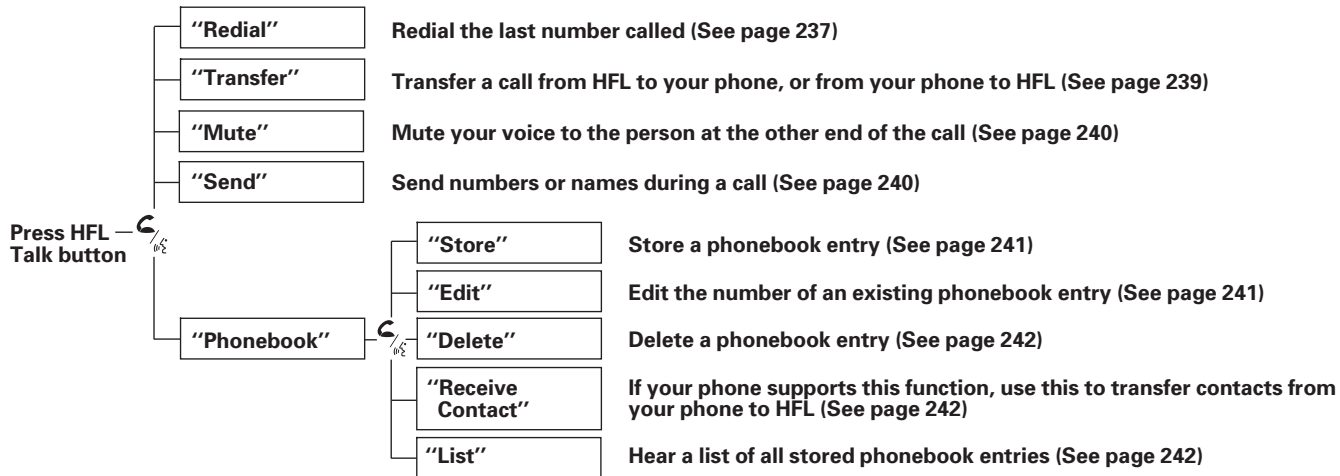 "Redial" Redial the last number called (See page 237)
"Transfer" Transfer a call from HFL to your phone, or from your phone to HFL (See page 239)
"Mute" Mute your voice to the person at the other end of the call (See page 240)
"Send" Send numbers or names during a call (See page 240)
Press HFL
Talk button
"Phonebook"
"Store" Store a phonebook entry (See page 241)
"Edit" Edit the number of an existing phonebook entry (See page 241)
"Delete" Delete a phonebook entry (See page 242)
"Receive
Contact"
If your phone supports this function, use this to transfer contacts from
your phone to HFL (See page 242)
"List" Hear a list of all stored phonebook entries (See page 242)